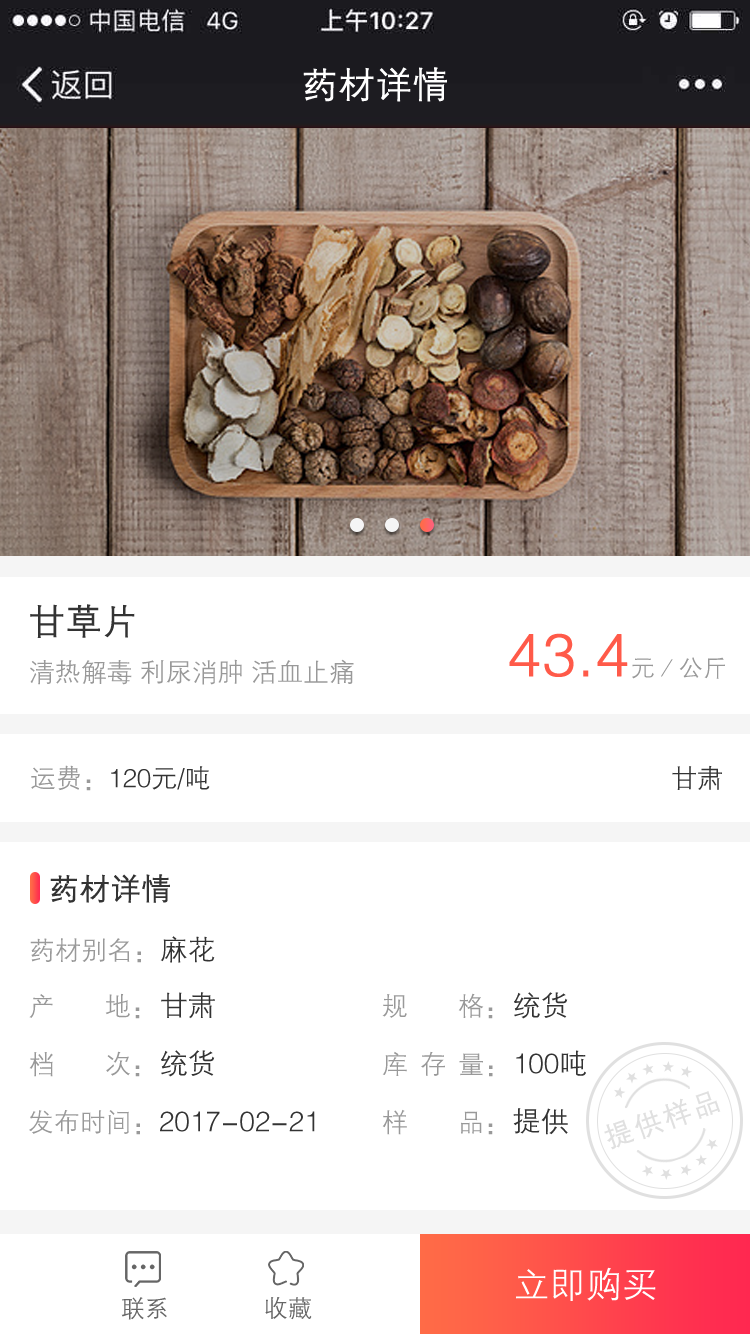 中国电信 4G 上午10:27
返回 药材详情
甘草片
清热解毒 利尿消肿 活血止痛
43.4元/公斤
运费：120元/吨 甘肃
药材详情
药材别名：麻花
产地：甘肃 规格：统货
档次：统货 库存量：100吨
发布时间：2017-02-21 样品：提供
提供样品
联系 收藏 立即购买